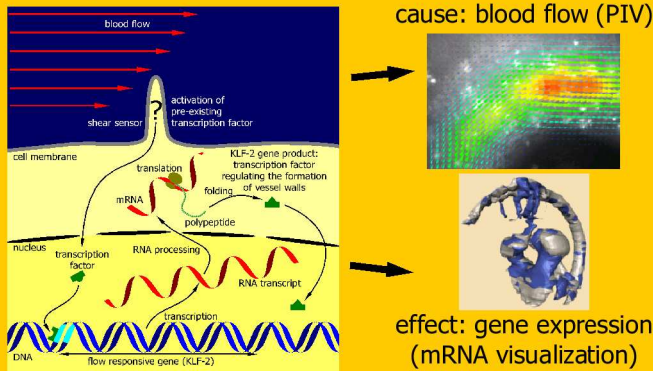 cause: blood flow (PIV)
blood flow
?
shear sensor
activation of
pre-existing
transcription factor
cell membrane
translation
KLF-2 gene product:
transcription factor
regulating the formation
of vessel walls
folding
mRNA
polypeptide
nucleus
RNA processing
transcription
factor
RNA transcript
transcription
DNA
flow responsive gene (KLF-2)
effect: gene expression
(mRNA visualization)